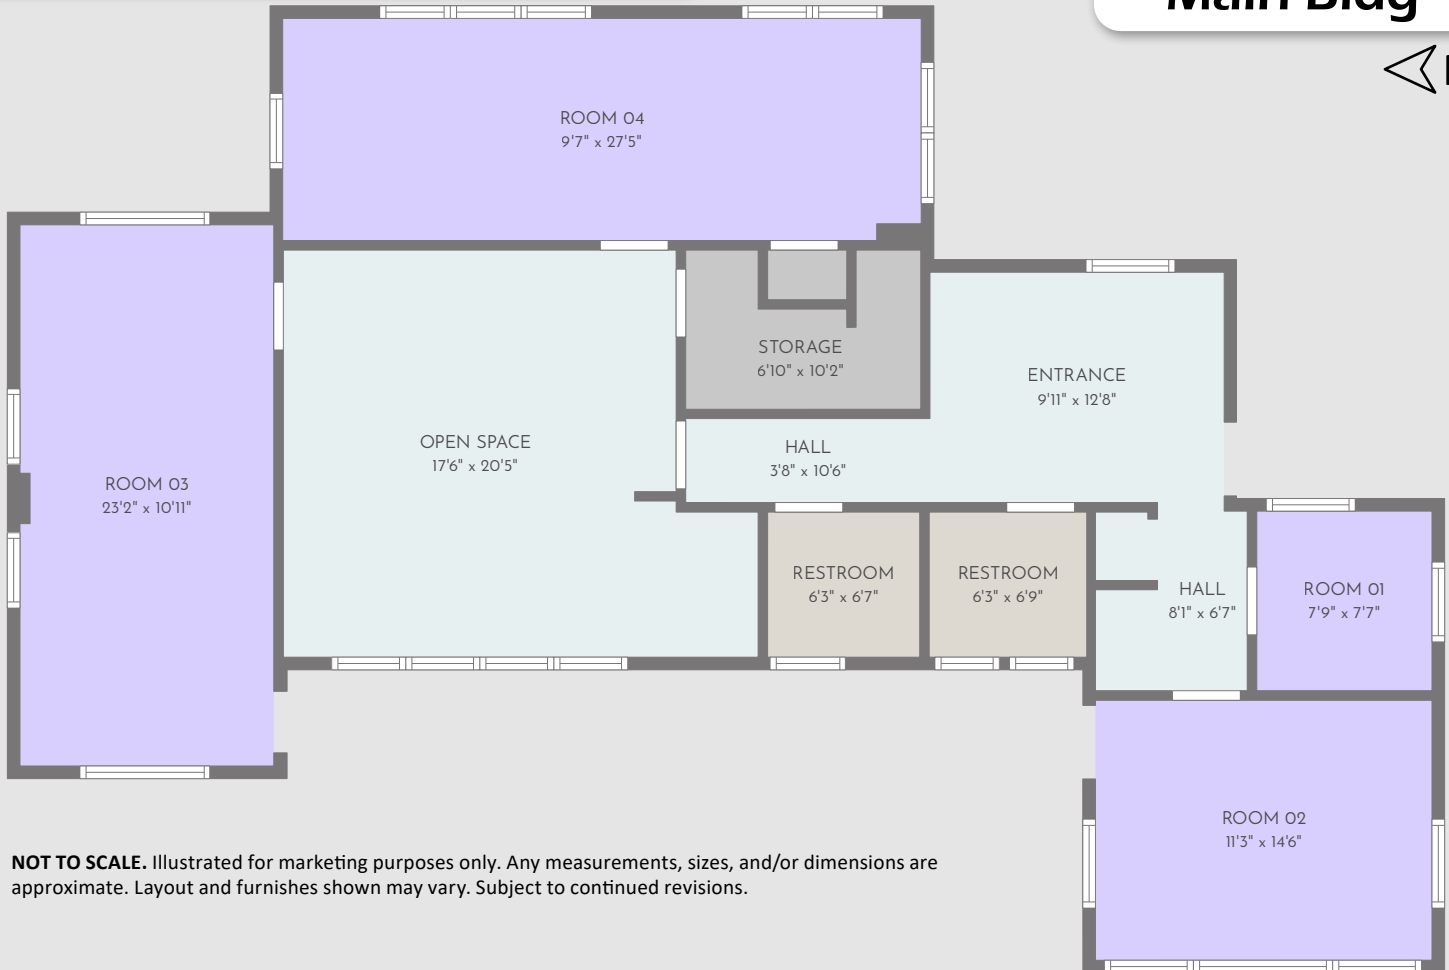 Main Bldg
ROOM 04
9'7" x 27'5"
STORAGE
6'10" x 10'2"
ENTRANCE
9'11" x 12'8"
OPEN SPACE
17'6" x 20'5"
HALL
3'8" x 10'6"
ROOM 03
23'2" x 10'11"
RESTROOM
6'3" x 6'7"
RESTROOM
6'3" x 6'9"
HALL
8'1" x 6'7"
ROOM 01
7'9" x 7'7"
ROOM 02
11'3" x 14'6"
NOT TO SCALE. Illustrated for marketing purposes only. Any measurements, sizes, and/or dimensions are
approximate. Layout and furnishes shown may vary. Subject to continued revisions.